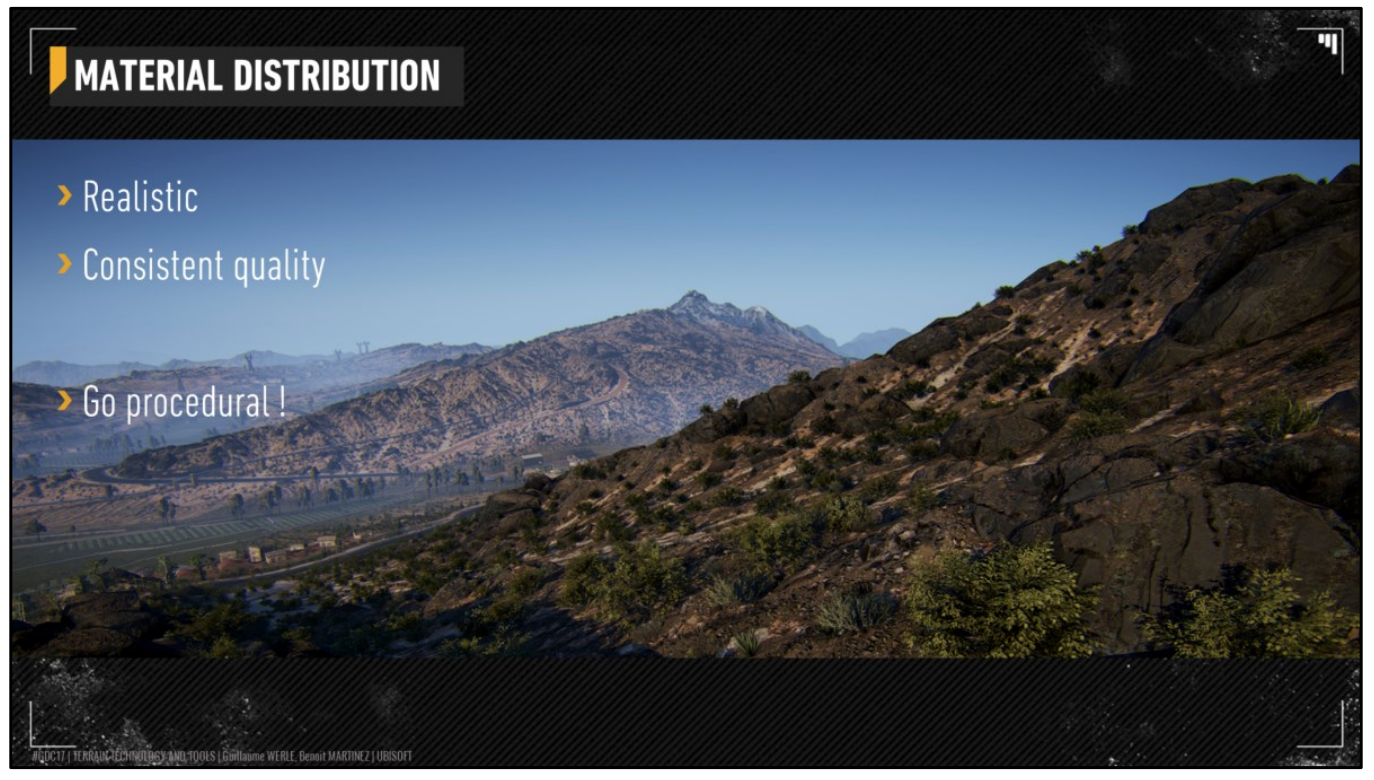 MATERIAL DISTRIBUTION
Realistic
Consistent quality
Go procedural !
#GDC17 | TERRAIN TECHNOLOGY AND TOOLS | Guillaume WERLE, Benoit MARTINEZ | UBISOFT